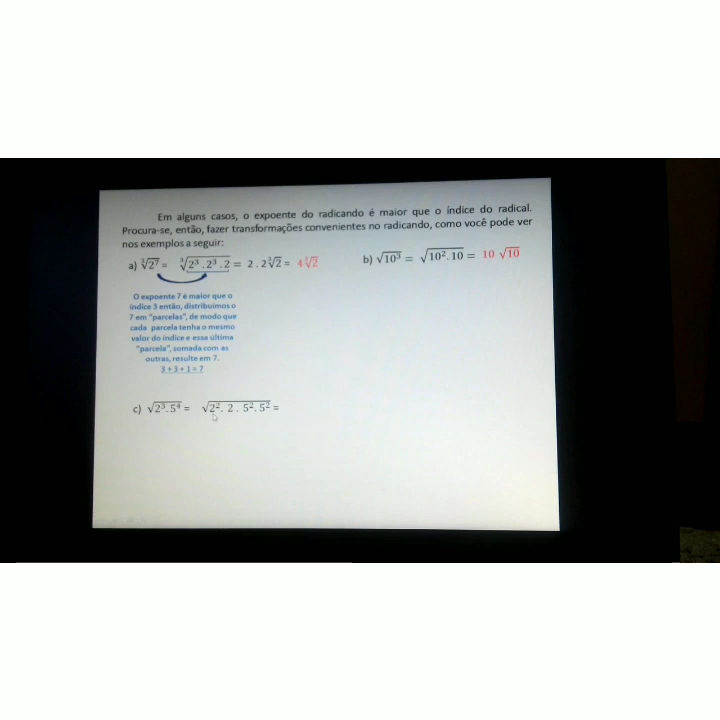 Em alguns casos, o expoente do radicando é maior que o índice do radical.
Procura-se, então, fazer transformações convenientes no radicando, como você pode ver
nos exemplos a seguir:
a) ∛2⁷ = ∛(2³ . 2³ . 2) = 2 . 2∛2 = 4∛2
b) √10³ = √(10² . 10) = 10 √10
O expoente 7 é maior que o
índice 3 então, distribuímos o
7 em "parcelas", de modo que
cada parcela tenha o mesmo
valor do índice e essa última
"parcela", somada com as
outras, resulte em 7.
3 + 3 + 1 = 7
c) √(2³ . 5⁴) = √(2² . 2 . 5² . 5²) =